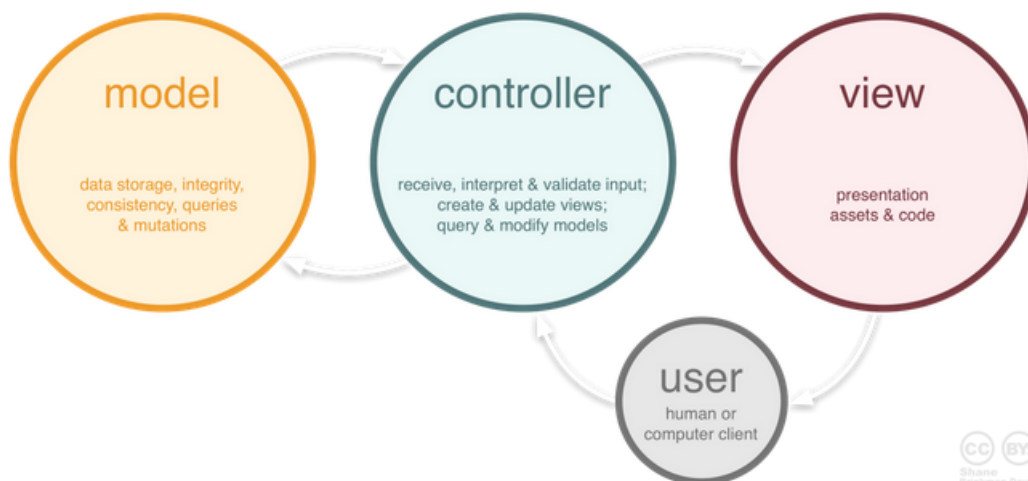 model
data storage, integrity,
consistency, queries
& mutations
controller
receive, interpret & validate input;
create & update views;
query & modify models
view
presentation
assets & code
user
human or
computer client
CC BY
Shane